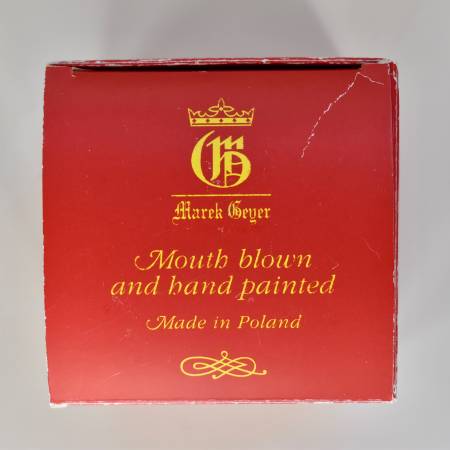 Marek Geyer
Mouth blown
and hand painted
Made in Poland